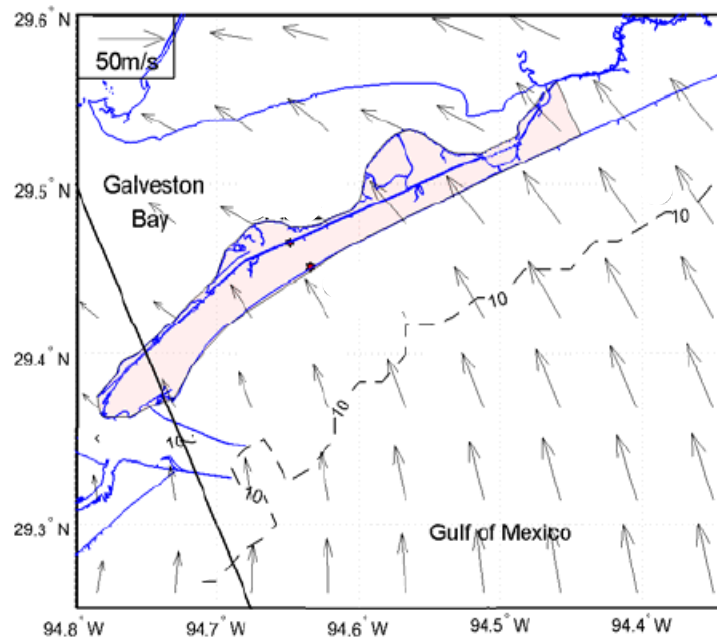 29.6° N
50m/s
29.5° N
Galveston
Bay
10
10
29.4° N
10
10
10
29.3° N
Gulf of Mexico
94.8° W
94.7° W
94.6° W
94.5° W
94.4° W